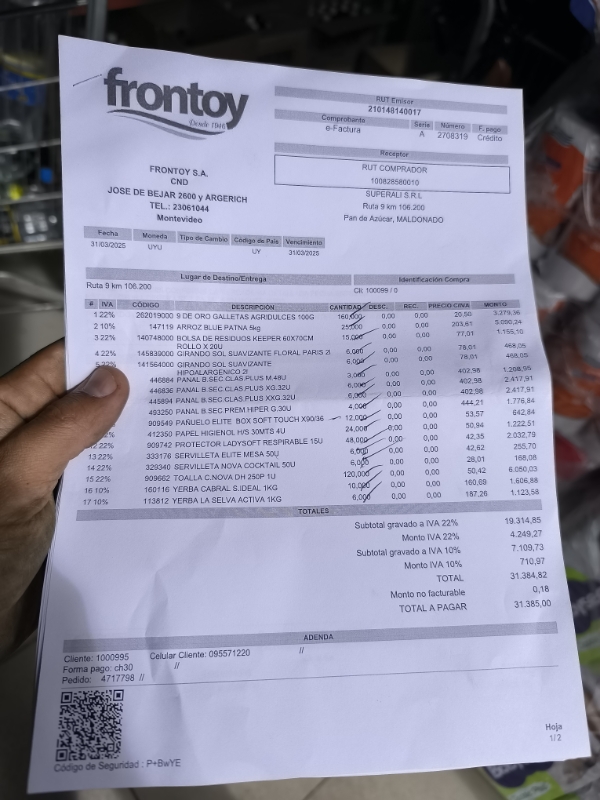 frontoy
Desde 1908
RUT Emisor
210148140017
Comprobante Serie Número F. pago
e-Factura A 2708319 Crédito
Receptor
RUT COMPRADOR
100828580010
SUPERALI S.R.L
Ruta 9 km 106.200
Pan de Azúcar, MALDONADO
FRONTOY S.A.
CND
JOSE DE BEJAR 2600 y ARGERICH
TEL.: 23061044
Montevideo
Fecha Moneda Tipo de Cambio Código de País Vencimiento
31/03/2025 UYU UY 31/03/2025
Lugar de Destino/Entrega Identificación Compra
Ruta 9 km 106.200 Cli: 100099 / 0
# IVA CÓDIGO DESCRIPCION CANTIDAD DESC. REC. PRECIO C/IVA MONTO
1 22% 262019000 9 DE ORO GALLETAS AGRIDULCES 100G 160,000 0,00 0,00 20,50 3.279,36
2 10% 147119 ARROZ BLUE PATNA 5kg 25,000 0,00 0,00 203,61 5.090,24
3 22% 140748000 BOLSA DE RESIDUOS KEEPER 60X70CM ROLLO X 20U 15,000 0,00 0,00 77,01 1.155,10
4 22% 145830000 GIRANDO SOL SUAVIZANTE FLORAL PARIS 2l 6,000 0,00 0,00 78,01 468,05
5 22% 141564000 GIRANDO SOL SUAVIZANTE HIPOALARGENICO 2l 6,000 0,00 0,00 78,01 468,05
446884 PANAL B.SEC.CLAS.PLUS M.48U 3,000 0,00 0,00 402,98 1.208,95
446836 PANAL B.SEC.CLAS.PLUS XG.32U 6,000 0,00 0,00 402,98 2.417,91
445894 PANAL B.SEC.CLAS.PLUS XXG.32U 6,000 0,00 0,00 402,98 2.417,91
493250 PANAL B.SEC.PREM HIPER G.30U 4,000 0,00 0,00 444,21 1.776,84
909549 PAÑUELO ELITE BOX SOFT TOUCH X90/36 12,000 0,00 0,00 53,57 642,84
412350 PAPEL HIGIENOL H/S 30MTS 4U 24,000 0,00 0,00 50,94 1.222,51
22% 909742 PROTECTOR LADYSOFT RESPIRABLE 15U 48,000 0,00 0,00 42,35 2.032,79
13 22% 333176 SERVILLETA ELITE MESA 50U 6,000 0,00 0,00 42,62 255,70
14 22% 329340 SERVILLETA NOVA COCKTAIL 50U 6,000 0,00 0,00 28,01 168,08
15 22% 909662 TOALLA C.NOVA DH 250P 1U 120,000 0,00 0,00 50,42 6.050,03
16 10% 160116 YERBA CABRAL S.IDEAL 1KG 10,000 0,00 0,00 160,69 1.606,88
17 10% 113812 YERBA LA SELVA ACTIVA 1KG 6,000 0,00 0,00 187,26 1.123,58
TOTALES
Subtotal gravado a IVA 22% 19.314,85
Monto IVA 22% 4.249,27
Subtotal gravado a IVA 10% 7.109,73
Monto IVA 10% 710,97
TOTAL 31.384,82
Monto no facturable 0,18
TOTAL A PAGAR 31.385,00
ADENDA
Cliente: 1000995 Celular Cliente: 095571220 //
Forma pago: ch30 //
Pedido: 4717798 //
Código de Seguridad : P+BwYE
Hoja
1/ 2